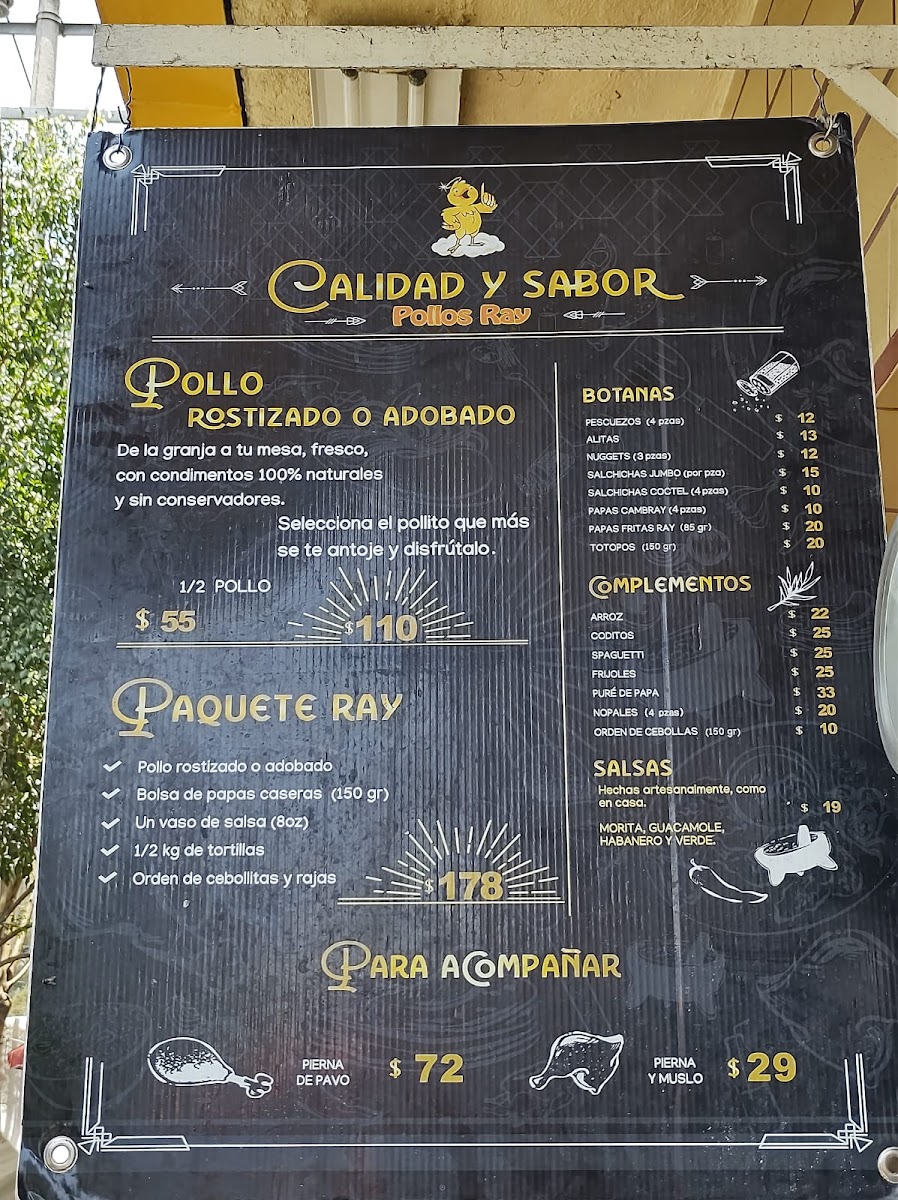 CALIDAD Y SABOR
Pollos Ray
POLLO
ROSTIZADO O ADOBADO
De la granja a tu mesa, fresco,
con condimentos 100% naturales
y sin conservadores.
Selecciona el pollito que más
se te antoje y disfrútalo.
1/2 POLLO
$ 55
$110
PAQUETE RAY
Pollo rostizado o adobado
Bolsa de papas caseras (150 gr)
Un vaso de salsa (8oz)
1/2 kg de tortillas
Orden de cebollitas y rajas
$178
BOTANAS
PESCUEZOS (4 pzas) $ 12
ALITAS $ 13
NUGGETS (3 pzas) $ 12
SALCHICHAS JUMBO (por pza) $ 15
SALCHICHAS COCTEL (4 pzas) $ 10
PAPAS CAMBRAY (4 pzas) $ 10
PAPAS FRITAS RAY (85 gr) $ 20
TOTOPOS (150 gr) $ 20
COMPLEMENTOS
ARROZ $ 22
CODITOS $ 25
SPAGUETTI $ 25
FRIJOLES $ 25
PURÉ DE PAPA $ 33
NOPALES (4 pzas) $ 20
ORDEN DE CEBOLLAS (150 gr) $ 10
SALSAS
Hechas artesanalmente, como
en casa. $ 19
MORITA, GUACAMOLE,
HABANERO Y VERDE.
PARA ACOMPAÑAR
PIERNA
DE PAVO
$ 72
PIERNA
Y MUSLO
$ 29